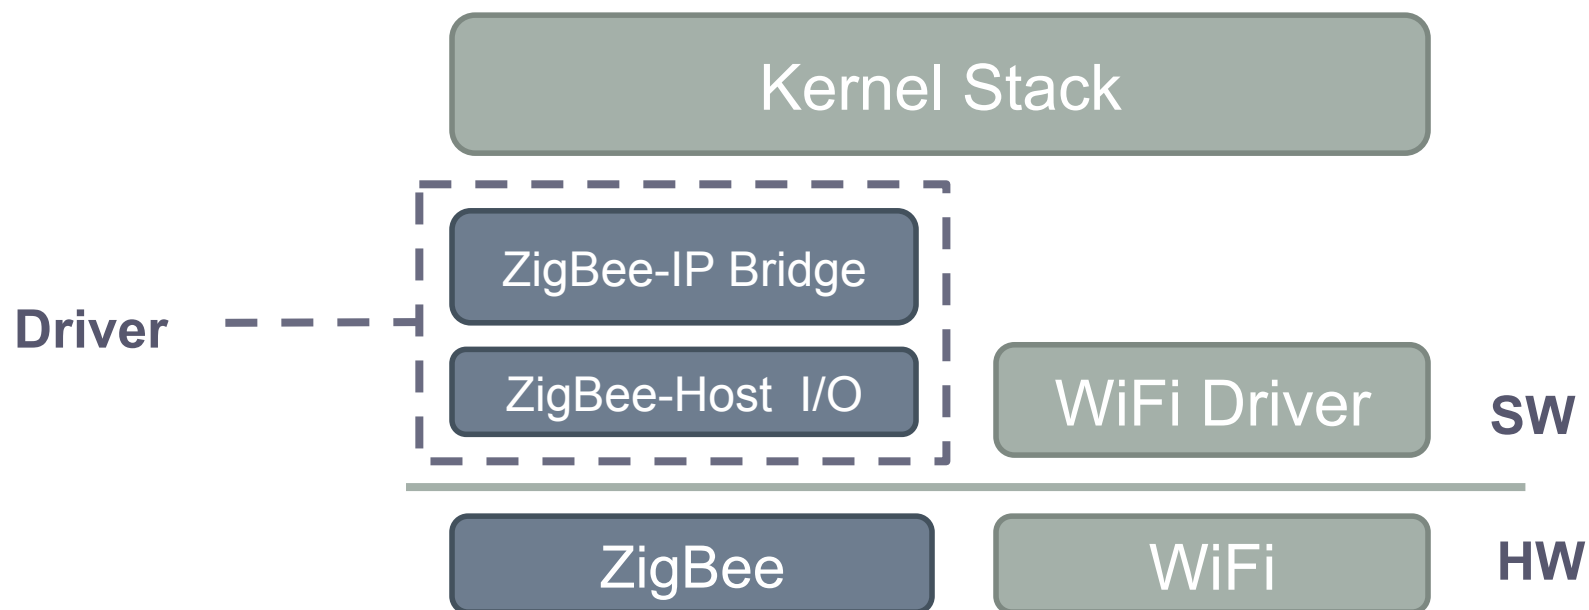 Kernel Stack
ZigBee-IP Bridge
Driver
ZigBee-Host I/O
WiFi Driver
SW
ZigBee
WiFi
HW